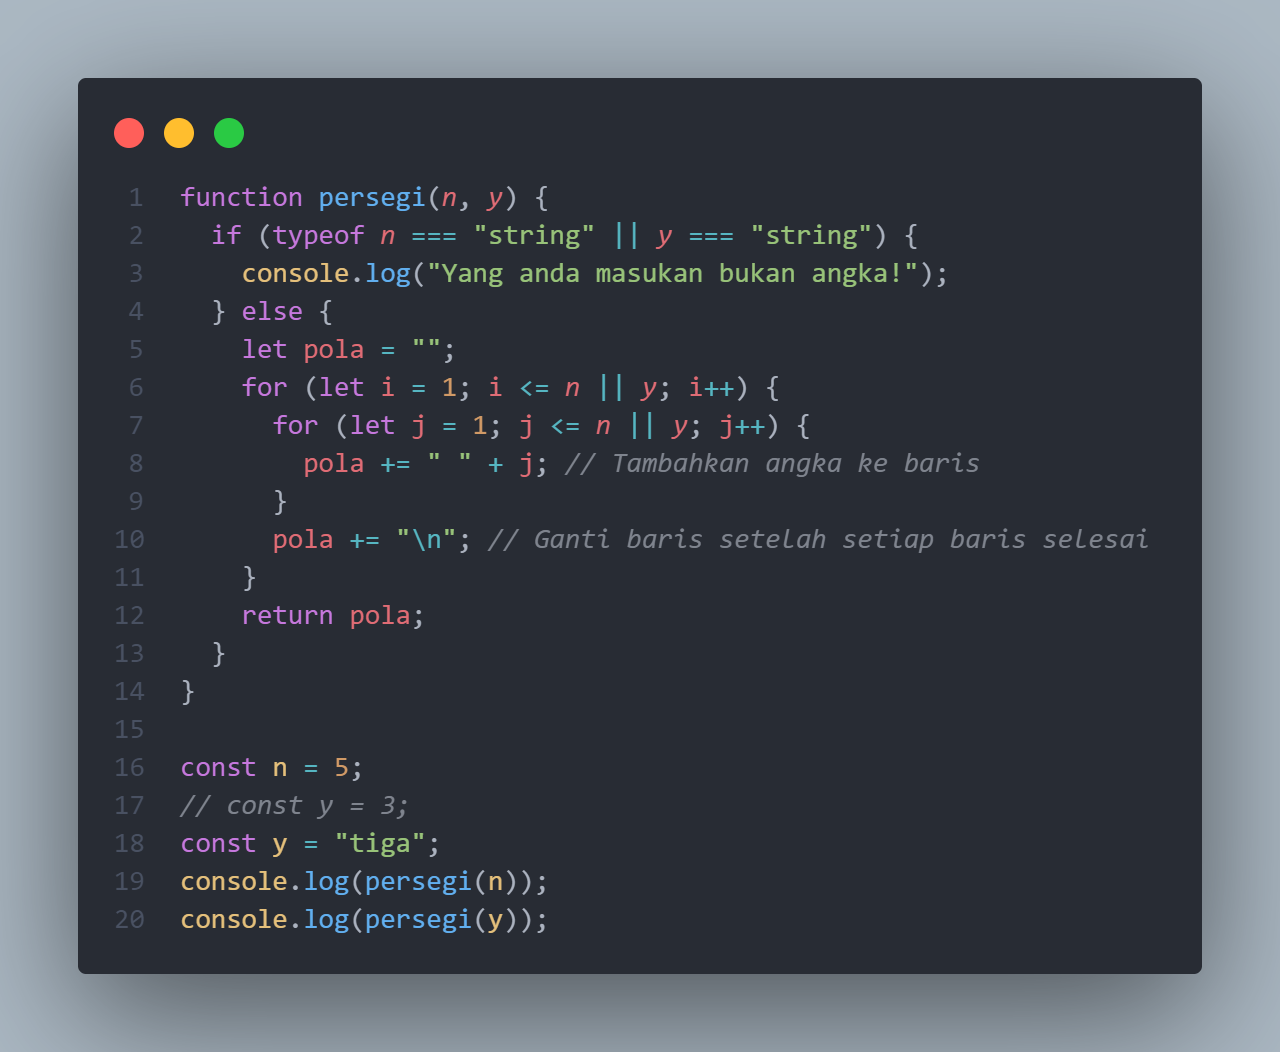 1 function persegi(n, y) {
2   if (typeof n === "string" || y === "string") {
3     console.log("Yang anda masukan bukan angka!");
4   } else {
5     let pola = "";
6     for (let i = 1; i <= n || y; i++) {
7       for (let j = 1; j <= n || y; j++) {
8         pola += " " + j; // Tambahkan angka ke baris
9       }
10       pola += "\n"; // Ganti baris setelah setiap baris selesai
11     }
12     return pola;
13   }
14 }
15
16 const n = 5;
17 // const y = 3;
18 const y = "tiga";
19 console.log(persegi(n));
20 console.log(persegi(y));